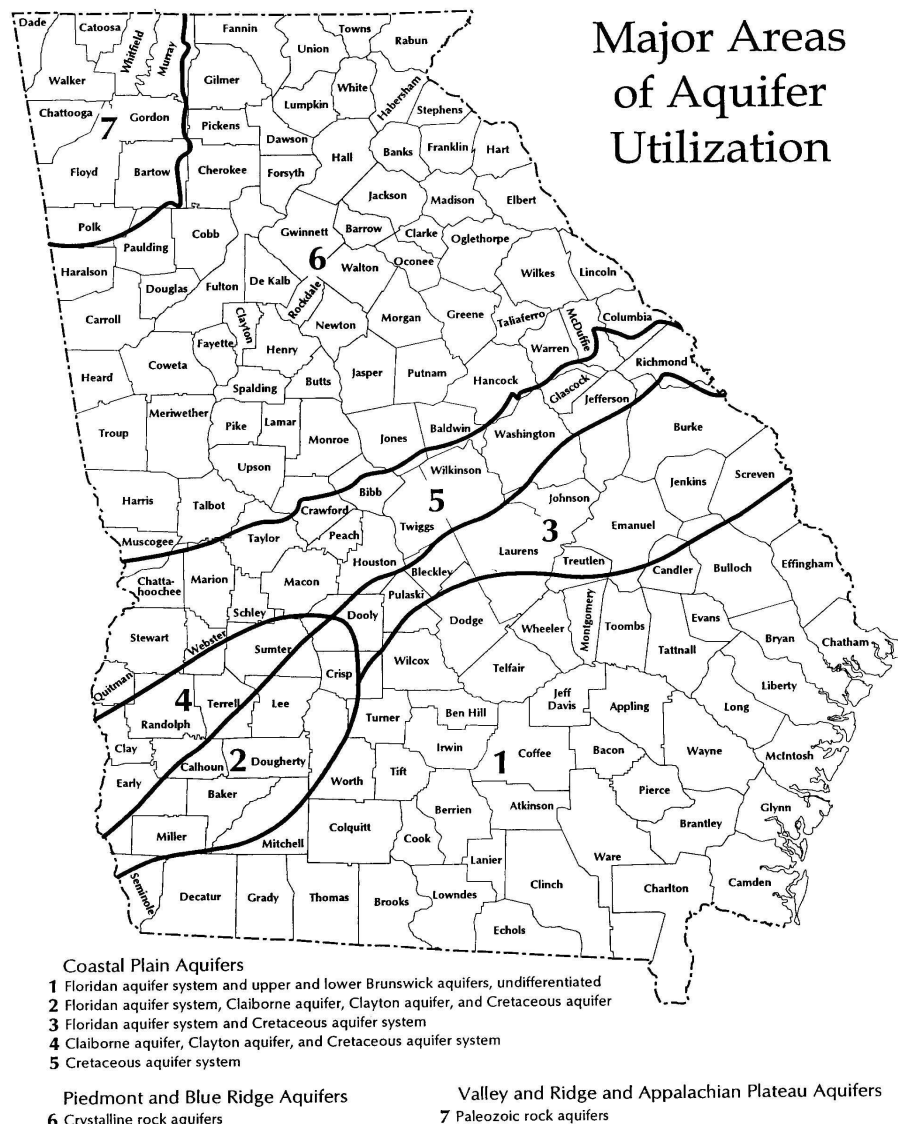 Major Areas
of Aquifer
Utilization
Dade
Catoosa
Whitfield
Murray
Fannin
Towns
Union
Rabun
Walker
Gilmer
White
Habersham
Lumpkin
Stephens
Chattooga
7
Gordon
Pickens
Dawson
Banks
Franklin
Hart
Hall
Floyd
Bartow
Cherokee
Forsyth
Jackson
Madison
Elbert
Polk
Cobb
Gwinnett
Barrow
Clarke
Oglethorpe
Paulding
6
Oconee
Haralson
Walton
Wilkes
Lincoln
Douglas
Fulton
De Kalb
Rockdale
Carroll
Clayton
Newton
Morgan
Greene
Taliaferro
McDuffie
Columbia
Fayette
Henry
Warren
Richmond
Coweta
Heard
Spalding
Butts
Jasper
Putnam
Hancock
Glascock
Jefferson
Meriwether
Pike
Lamar
Troup
Monroe
Jones
Baldwin
Washington
Burke
Upson
Wilkinson
Jenkins
Screven
Bibb
Harris
Talbot
Crawford
5
Johnson
Twiggs
3
Emanuel
Muscogee
Taylor
Peach
Laurens
Houston
Treutlen
Effingham
Chatta-
hoochee
Marion
Macon
Bleckley
Candler
Bulloch
Pulaski
Schley
Dooly
Dodge
Montgomery
Evans
Stewart
Webster
Wheeler
Toombs
Bryan
Chatham
Sumter
Tattnall
Quitman
Crisp
Wilcox
Telfair
Liberty
4
Terrell
Lee
Jeff
Davis
Long
Randolph
Turner
Ben Hill
Appling
Clay
2
Irwin
1
Coffee
Bacon
Wayne
McIntosh
Calhoun
Dougherty
Early
Worth
Tift
Baker
Pierce
Berrien
Atkinson
Glynn
Miller
Mitchell
Colquitt
Cook
Brantley
Lanier
Ware
Seminole
Decatur
Grady
Thomas
Brooks
Lowndes
Clinch
Charlton
Camden
Echols
Coastal Plain Aquifers
1 Floridan aquifer system and upper and lower Brunswick aquifers, undifferentiated
2 Floridan aquifer system, Claiborne aquifer, Clayton aquifer, and Cretaceous aquifer
3 Floridan aquifer system and Cretaceous aquifer system
4 Claiborne aquifer, Clayton aquifer, and Cretaceous aquifer system
5 Cretaceous aquifer system
Piedmont and Blue Ridge Aquifers
6 Crystalline rock aquifers
Valley and Ridge and Appalachian Plateau Aquifers
7 Paleozoic rock aquifers